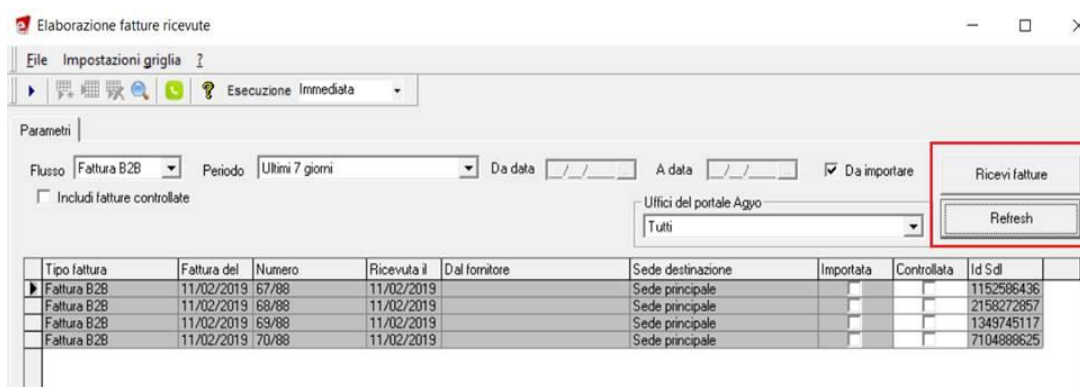 Elaborazione fatture ricevute
File Impostazioni griglia ?
Esecuzione Immediata
Parametri
Flusso Fattura B2B Periodo Ultimi 7 giorni Da data _/_/_ ... A data _/_/_ ... Da importare Ricevi fatture
Includi fatture controllate
Uffici del portale Agyo
Tutti
Refresh
Tipo fattura Fattura del Numero Ricevuta il Dal fornitore Sede destinazione Importata Controllata Id SdI
Fattura B2B 11/02/2019 67/88 11/02/2019 Sede principale 1152586436
Fattura B2B 11/02/2019 68/88 11/02/2019 Sede principale 2158272857
Fattura B2B 11/02/2019 69/88 11/02/2019 Sede principale 1349745117
Fattura B2B 11/02/2019 70/88 11/02/2019 Sede principale 7104888625